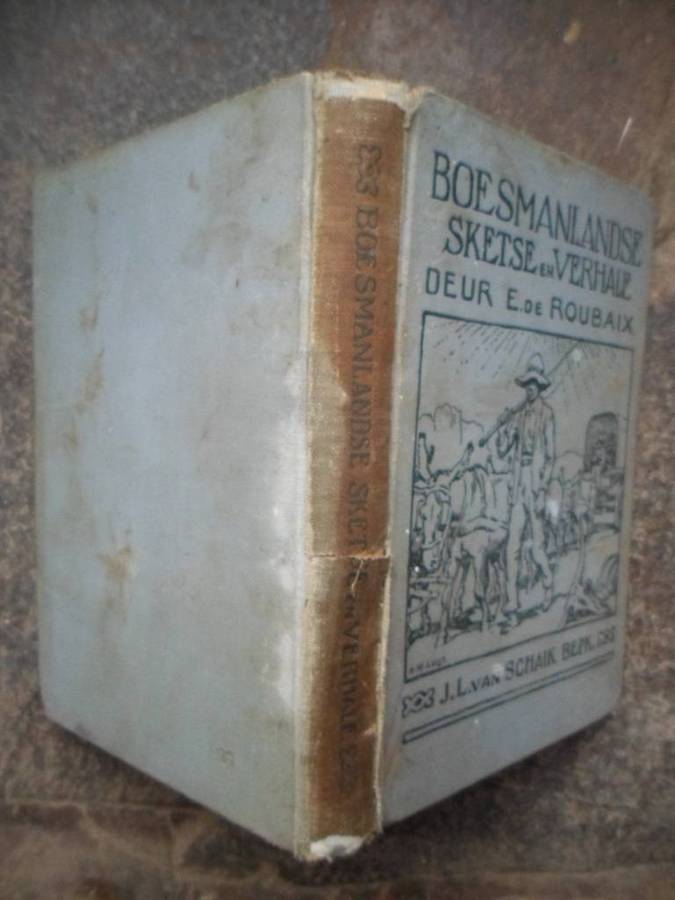 BOESMANLANDSE
SKETSE EN VERHALE
DEUR E. DE ROUBAIX
J. L. VAN SCHAIK BEPK.
BOESMANLANDSE SKETSE EN VERHALE